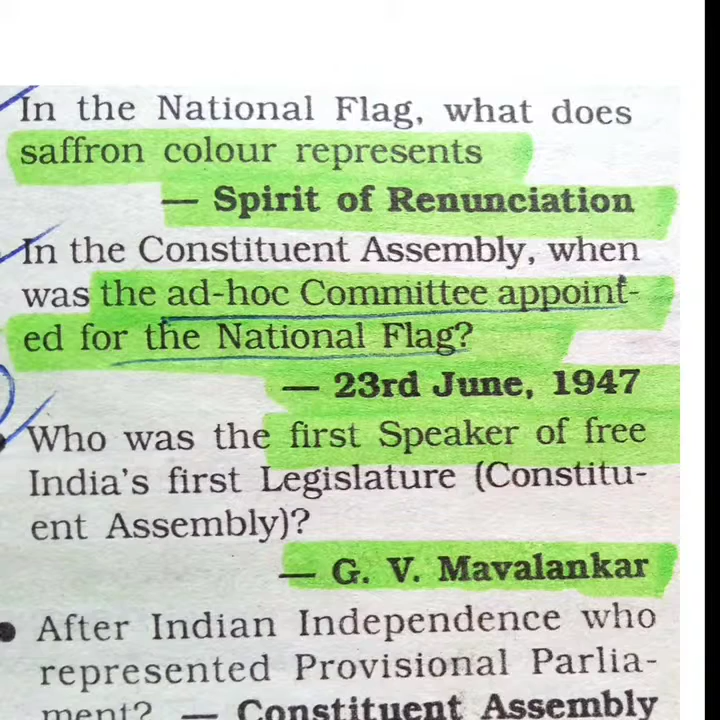 In the National Flag, what does
saffron colour represents
— Spirit of Renunciation
In the Constituent Assembly, when
was the ad-hoc Committee appoint-
ed for the National Flag?
— 23rd June, 1947
Who was the first Speaker of free
India's first Legislature (Constitu-
ent Assembly)?
— G. V. Mavalankar
• After Indian Independence who
represented Provisional Parlia-
ment? — Constituent Assembly